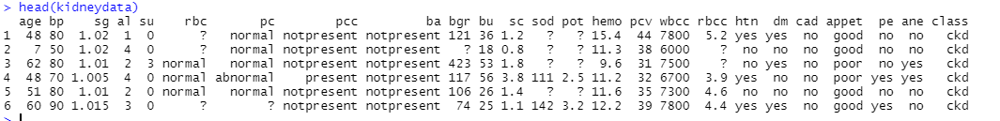 > head(kidneydata)
age bp sg al su rbc pc pcc ba bgr bu sc sod pot hemo pcv wbcc rbcc htn dm cad appet pe ane class
1 48 80 1.02 1 0 ? normal notpresent notpresent 121 36 1.2 ? ? 15.4 44 7800 5.2 yes yes no good no no ckd
2 7 50 1.02 4 0 ? normal notpresent notpresent ? 18 0.8 ? ? 11.3 38 6000 ? no no no good no no ckd
3 62 80 1.01 2 3 normal normal notpresent notpresent 423 53 1.8 ? ? 9.6 31 7500 ? no yes no poor no yes ckd
4 48 70 1.005 4 0 normal abnormal present notpresent 117 56 3.8 111 2.5 11.2 32 6700 3.9 yes no no poor yes yes ckd
5 51 80 1.01 2 0 normal normal notpresent notpresent 106 26 1.4 ? ? 11.6 35 7300 4.6 no no no good no no ckd
6 60 90 1.015 3 0 ? ? notpresent notpresent 74 25 1.1 142 3.2 12.2 39 7800 4.4 yes yes no good yes no ckd
>